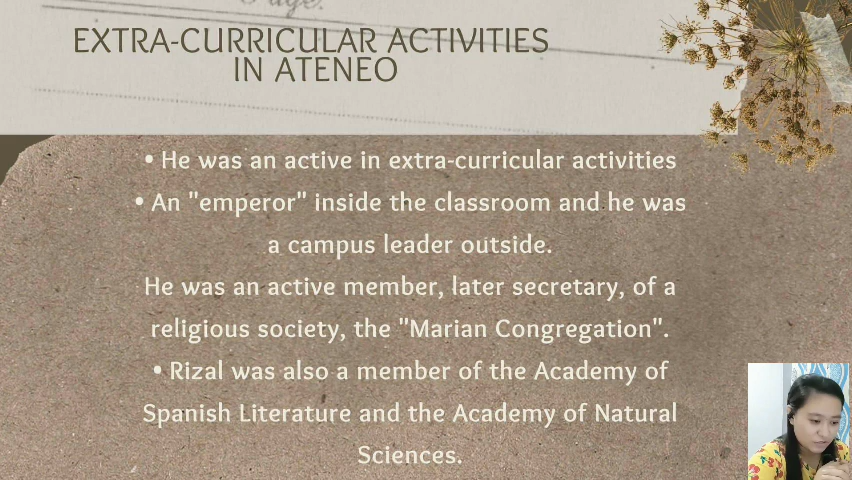 EXTRA-CURRICULAR ACTIVITIES
IN ATENEO
• He was an active in extra-curricular activities
• An "emperor" inside the classroom and he was
a campus leader outside.
He was an active member, later secretary, of a
religious society, the "Marian Congregation".
• Rizal was also a member of the Academy of
Spanish Literature and the Academy of Natural
Sciences.